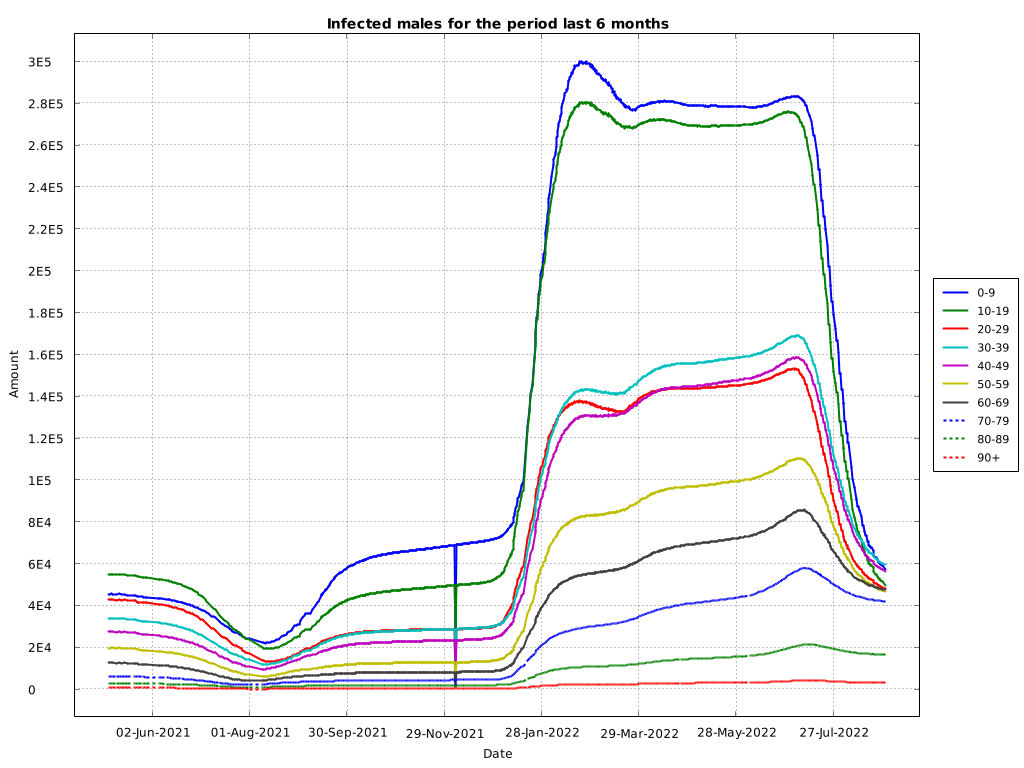 Infected males for the period last 6 months
3E5
2.8E5
2.6E5
2.4E5
2.2E5
2E5
1.8E5
1.6E5
1.4E5
1.2E5
1E5
8E4
6E4
4E4
2E4
0
Amount
02-Jun-2021 01-Aug-2021 30-Sep-2021 29-Nov-2021 28-Jan-2022 29-Mar-2022 28-May-2022 27-Jul-2022
Date
0-9
10-19
20-29
30-39
40-49
50-59
60-69
70-79
80-89
90+